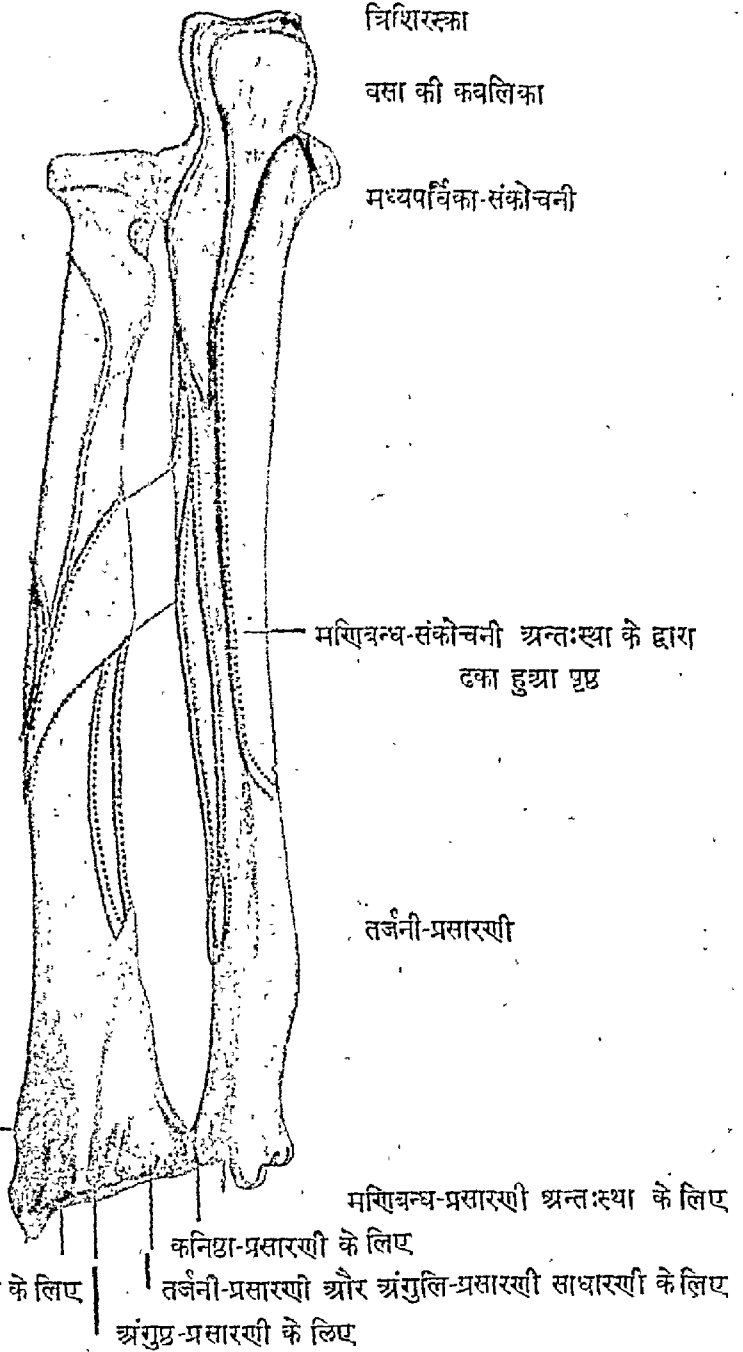 त्रिशिरस्का
वसा की कवलिका
मध्यपर्विका-संकोचनी
मणिबन्ध-संकोचनी अन्तःस्था के द्वारा
ढका हुआ पृष्ठ
तर्जनी-प्रसारणी
मणिबन्ध-प्रसारणी अन्तःस्था के लिए
कनिष्ठा-प्रसारणी के लिए
के लिए
तर्जनी-प्रसारणी और अंगुलि-प्रसारणी साधारणी के लिए
अंगुष्ठ-प्रसारणी के लिए